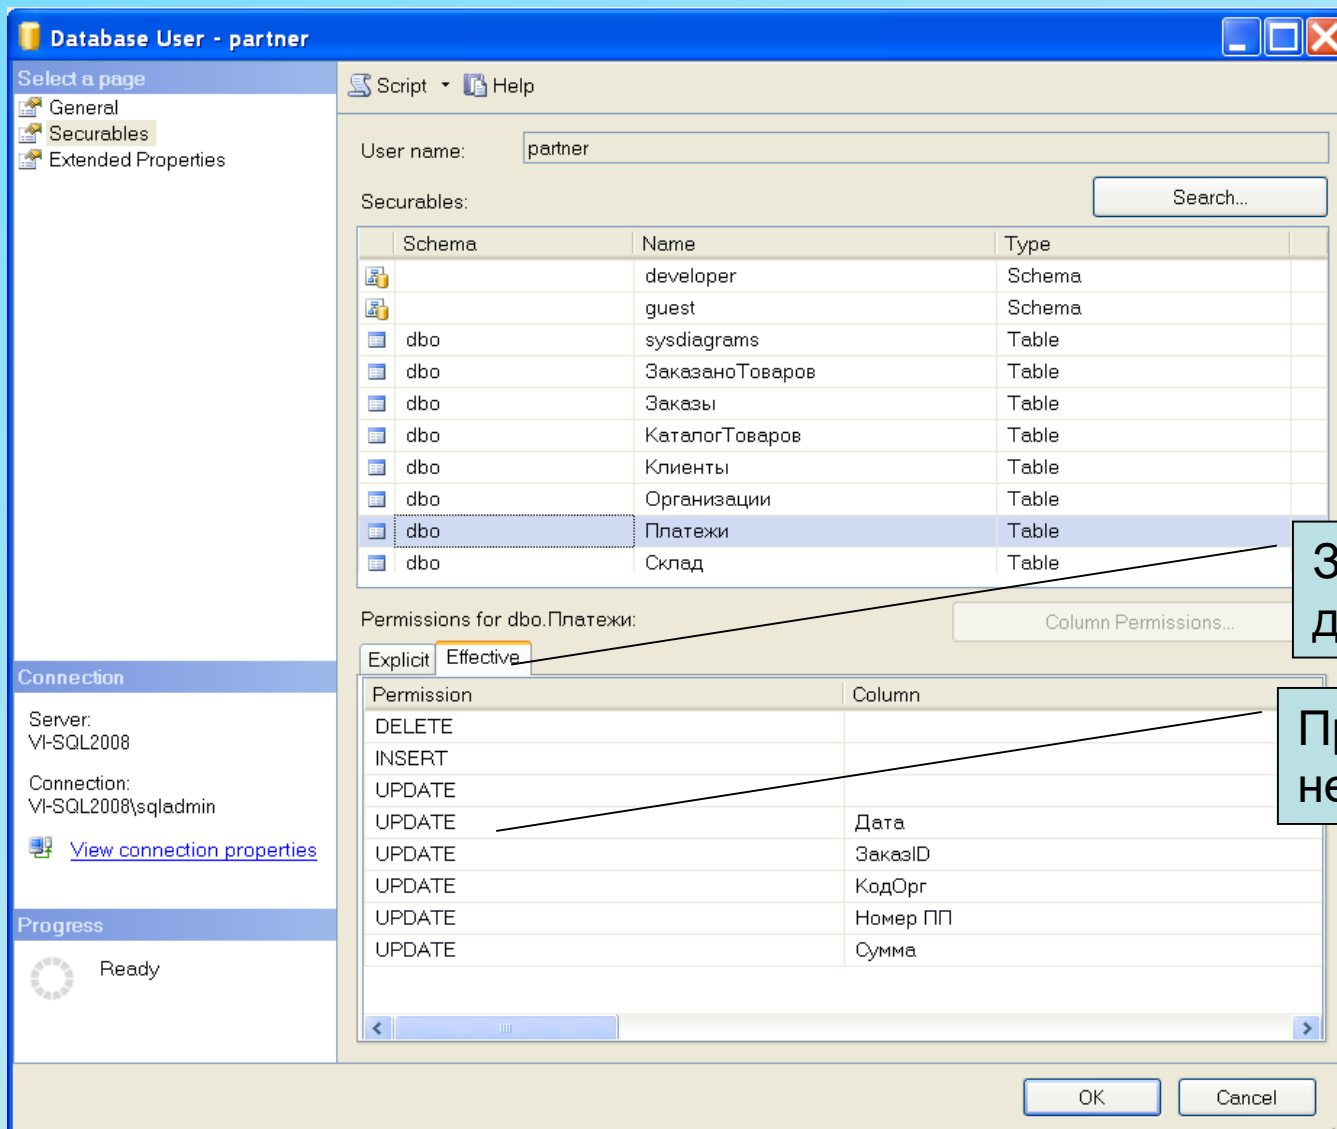 Database User - partner
Select a page
General
Securables
Extended Properties
Script Help
User name: partner
Securables:
Search...
Schema Name Type
developer Schema
guest Schema
dbo sysdiagrams Table
dbo ЗаказаноТоваров Table
dbo Заказы Table
dbo КаталогТоваров Table
dbo Клиенты Table
dbo Организации Table
dbo Платежи Table
dbo Склад Table
Permissions for dbo.Платежи:
Column Permissions...
Explicit Effective
Permission Column
DELETE
INSERT
UPDATE
UPDATE Дата
UPDATE ЗаказID
UPDATE КодОрг
UPDATE Номер ПП
UPDATE Сумма
Connection
Server:
VI-SQL2008
Connection:
VI-SQL2008\sqladmin
View connection properties
Progress
Ready
OK Cancel